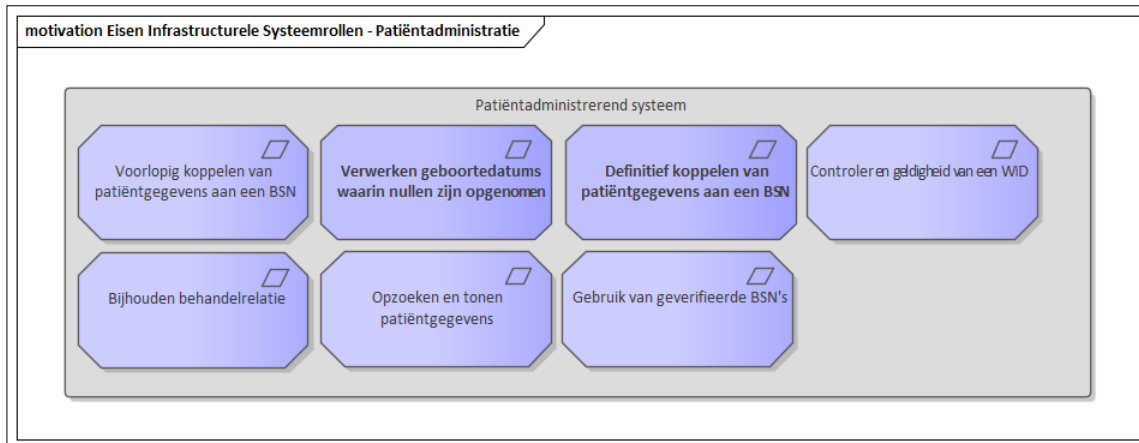 motivation Eisen Infrastructurele Systeemrollen - Patiëntadministratie
Patiëntadministrerend systeem
Voorlopig koppelen van
patiëntgegevens aan een BSN
Verwerken geboortedatums
waarin nullen zijn opgenomen
Definitief koppelen van
patiëntgegevens aan een BSN
Controleren geldigheid van een WID
Bijhouden behandelrelatie
Opzoeken en tonen
patiëntgegevens
Gebruik van geverifieerde BSN's